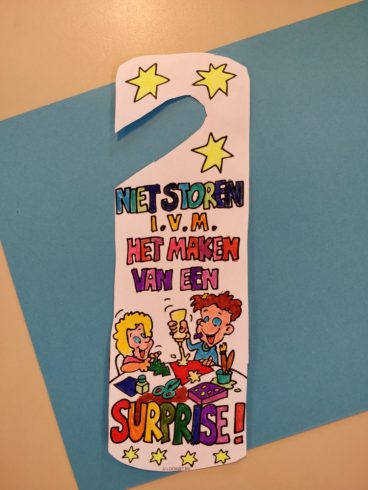 NIET STOREN
I.V.M.
HET MAKEN
VAN EEN
SURPRISE!